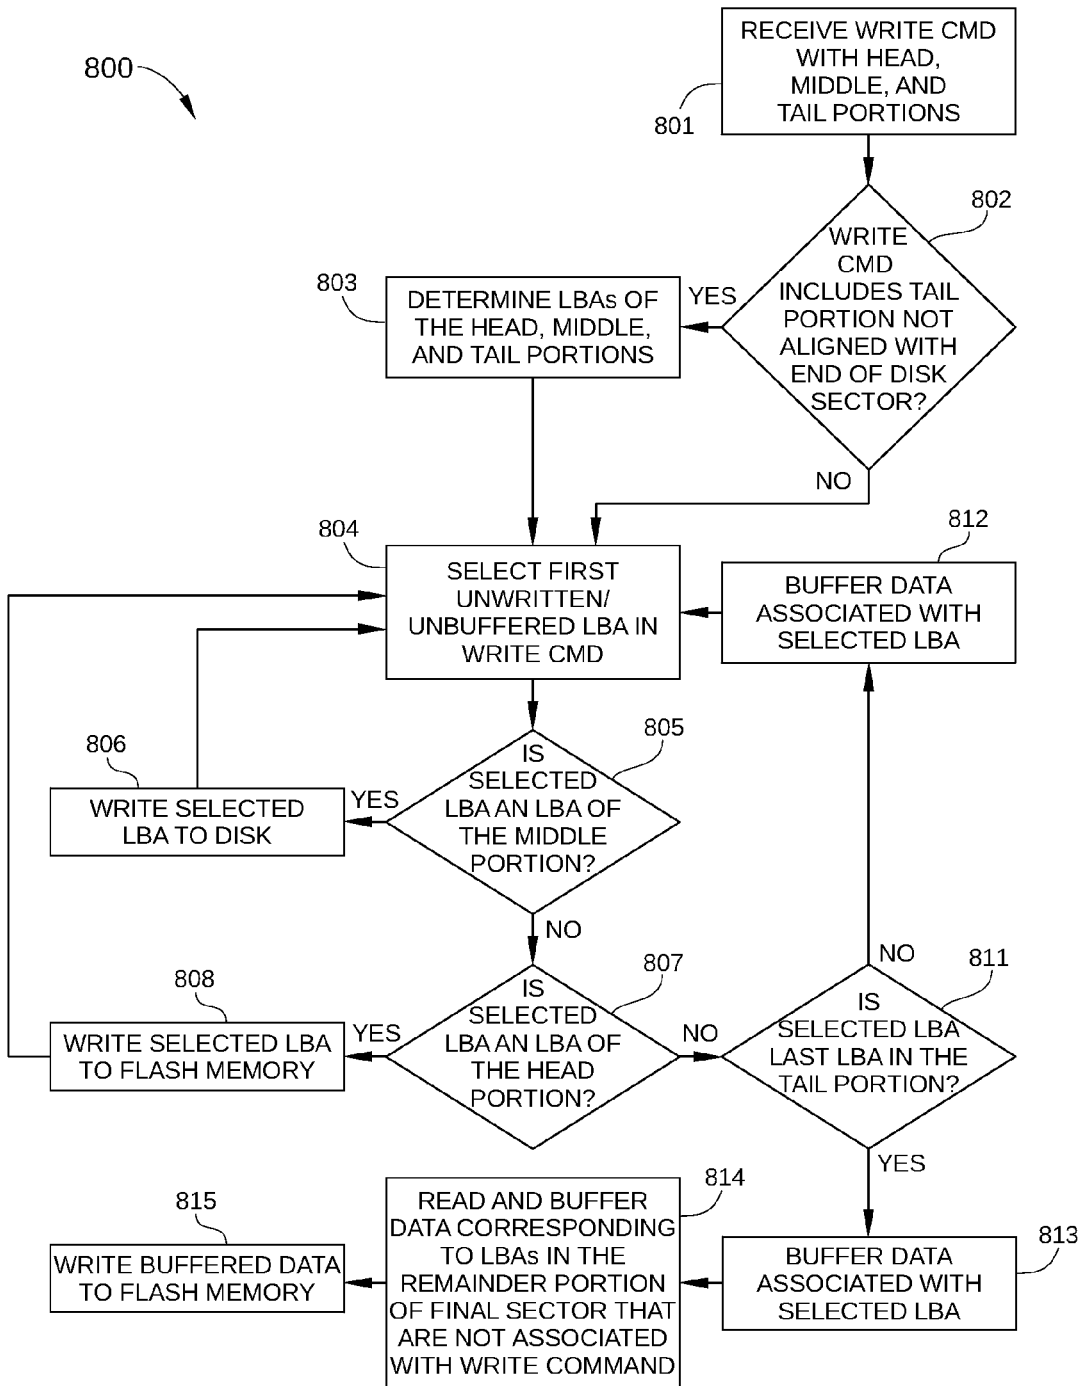 800
RECEIVE WRITE CMD
WITH HEAD,
MIDDLE, AND
TAIL PORTIONS
801
802
WRITE
CMD
INCLUDES TAIL
PORTION NOT
ALIGNED WITH
END OF DISK
SECTOR?
YES
NO
803
DETERMINE LBAs OF
THE HEAD, MIDDLE,
AND TAIL PORTIONS
804
SELECT FIRST
UNWRITTEN/
UNBUFFERED LBA IN
WRITE CMD
812
BUFFER DATA
ASSOCIATED WITH
SELECTED LBA
805
IS
SELECTED
LBA AN LBA OF
THE MIDDLE
PORTION?
YES
NO
806
WRITE SELECTED
LBA TO DISK
807
IS
SELECTED
LBA AN LBA OF
THE HEAD
PORTION?
YES
NO
808
WRITE SELECTED LBA
TO FLASH MEMORY
811
IS
SELECTED LBA
LAST LBA IN THE
TAIL PORTION?
NO
YES
813
BUFFER DATA
ASSOCIATED WITH
SELECTED LBA
814
READ AND BUFFER
DATA CORRESPONDING
TO LBAs IN THE
REMAINDER PORTION
OF FINAL SECTOR THAT
ARE NOT ASSOCIATED
WITH WRITE COMMAND
815
WRITE BUFFERED DATA
TO FLASH MEMORY